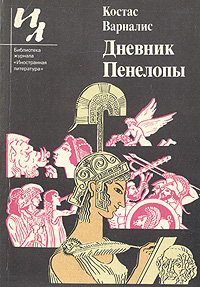 ИЛ
Библиотека
журнала
«Иностранная
литература»
Костас
Варналис
Дневник
Пенелопы